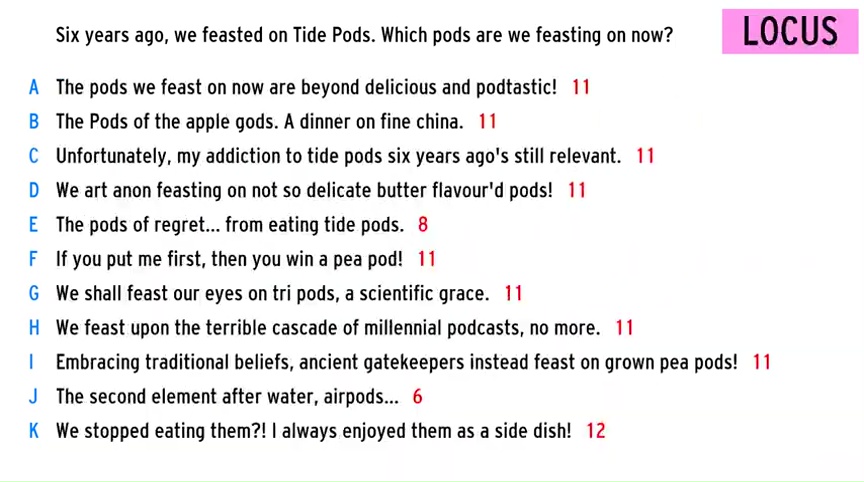 Six years ago, we feasted on Tide Pods. Which pods are we feasting on now?
LOCUS
A The pods we feast on now are beyond delicious and podtastic! 11
B The Pods of the apple gods. A dinner on fine china. 11
C Unfortunately, my addiction to tide pods six years ago's still relevant. 11
D We art anon feasting on not so delicate butter flavour'd pods! 11
E The pods of regret... from eating tide pods. 8
F If you put me first, then you win a pea pod! 11
G We shall feast our eyes on tri pods, a scientific grace. 11
H We feast upon the terrible cascade of millennial podcasts, no more. 11
I Embracing traditional beliefs, ancient gatekeepers instead feast on grown pea pods! 11
J The second element after water, airpods... 6
K We stopped eating them?! I always enjoyed them as a side dish! 12